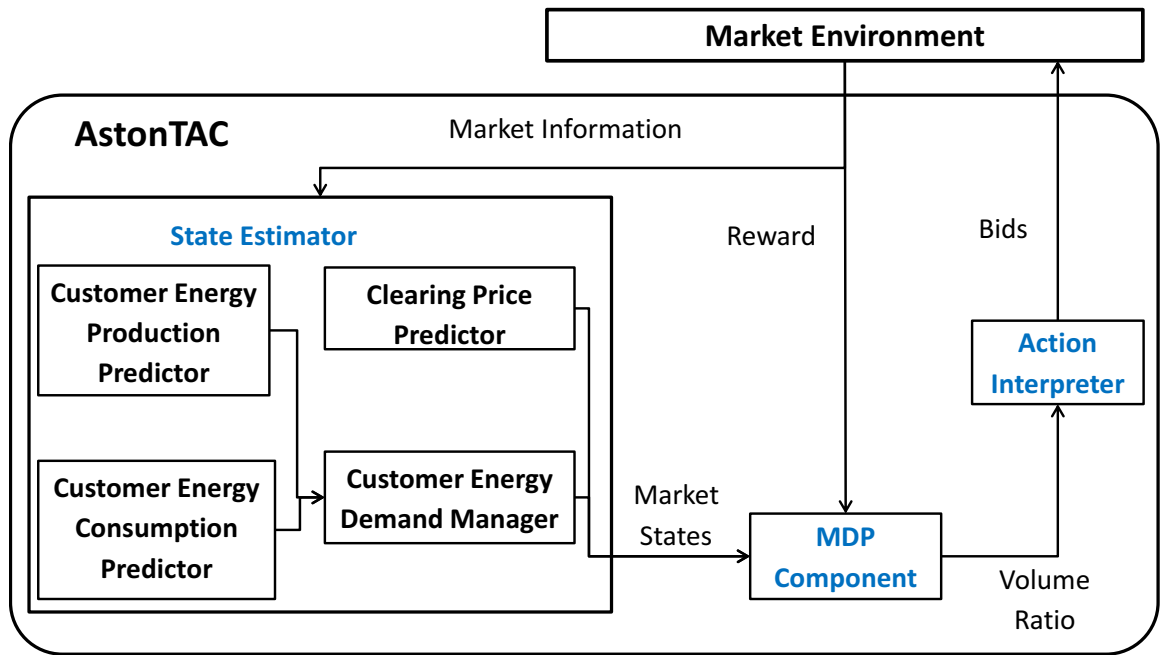 Market Environment
AstonTAC
Market Information
State Estimator
Reward
Bids
Customer Energy
Production
Predictor
Clearing Price
Predictor
Action
Interpreter
Customer Energy
Consumption
Predictor
Customer Energy
Demand Manager
Market
States
MDP
Component
Volume
Ratio